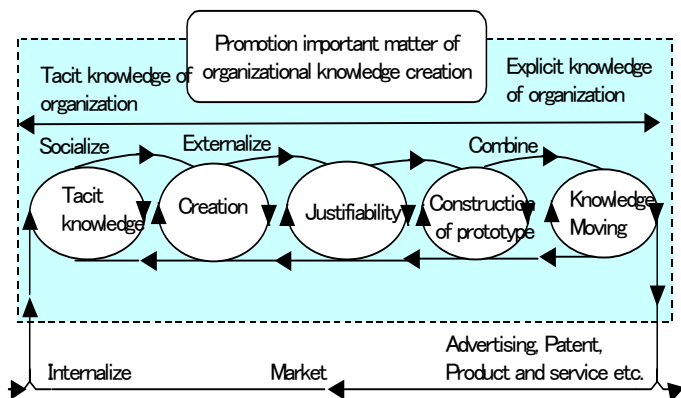 Promotion important matter of
organizational knowledge creation
Tacit knowledge of
organization
Explicit knowledge
of organization
Socialize
Externalize
Combine
Tacit
knowledge
Creation
Justifiability
Construction
of prototype
Knowledge
Moving
Internalize
Market
Advertising, Patent,
Product and service etc.